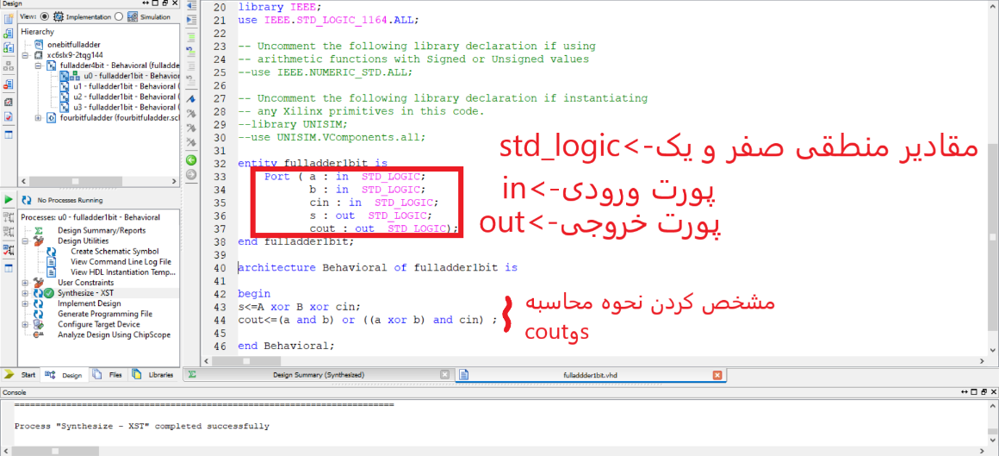 Design
View: Implementation Simulation
Hierarchy
onebitfulladder
xc6slx9-2tqg144
fulladder4bit - Behavioral (fulladde
u0 - fulladder1bit - Behavior
u1 - fulladder1bit - Behavioral (
u2 - fulladder1bit - Behavioral (
u3 - fulladder1bit - Behavioral (
fourbitfuladder (fourbitfuladder.scl
No Processes Running
Processes: u0 - fulladder1bit - Behavioral
Design Summary/Reports
Design Utilities
Create Schematic Symbol
View Command Line Log File
View HDL Instantiation Temp...
User Constraints
Synthesize - XST
Implement Design
Generate Programming File
Configure Target Device
Analyze Design Using ChipScope
Start Design Files Libraries
20 library IEEE;
21 use IEEE.STD_LOGIC_1164.ALL;
22
23 -- Uncomment the following library declaration if using
24 -- arithmetic functions with Signed or Unsigned values
25 --use IEEE.NUMERIC_STD.ALL;
26
27 -- Uncomment the following library declaration if instantiating
28 -- any Xilinx primitives in this code.
29 --library UNISIM;
30 --use UNISIM.VComponents.all;
31
32 entity fulladder1bit is
33 Port ( a : in STD_LOGIC;
34 b : in STD_LOGIC;
35 cin : in STD_LOGIC;
36 s : out STD_LOGIC;
37 cout : out STD_LOGIC);
38 end fulladder1bit;
39
40 architecture Behavioral of fulladder1bit is
41
42 begin
43 s<=A xor B xor cin;
44 cout<=(a and b) or ((a xor b) and cin) ;
45
46 end Behavioral;
std_logic<-مقادیر منطقی صفر و یک
in<-پورت ورودی
out<-پورت خروجی
مشخص کردن نحوه محاسبه
coutوs
Design Summary (Synthesized)
fulladdder1bit.vhd
Console
=========================================================================
Process "Synthesize - XST" completed successfully